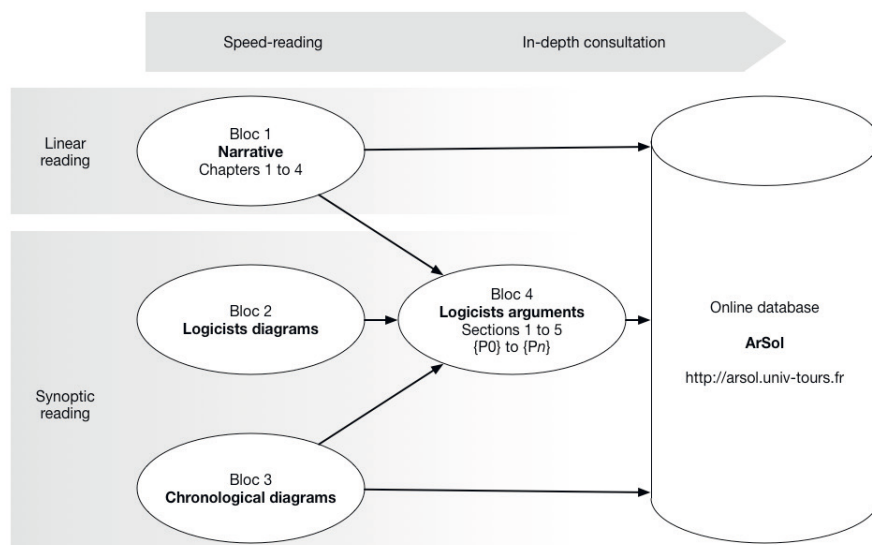 Speed-reading
In-depth consultation
Linear
reading
Bloc 1
Narrative
Chapters 1 to 4
Synoptic
reading
Bloc 2
Logicists diagrams
Bloc 4
Logicists arguments
Sections 1 to 5
{P0} to {Pn}
Bloc 3
Chronological diagrams
Online database
ArSol
http://arsol.univ-tours.fr